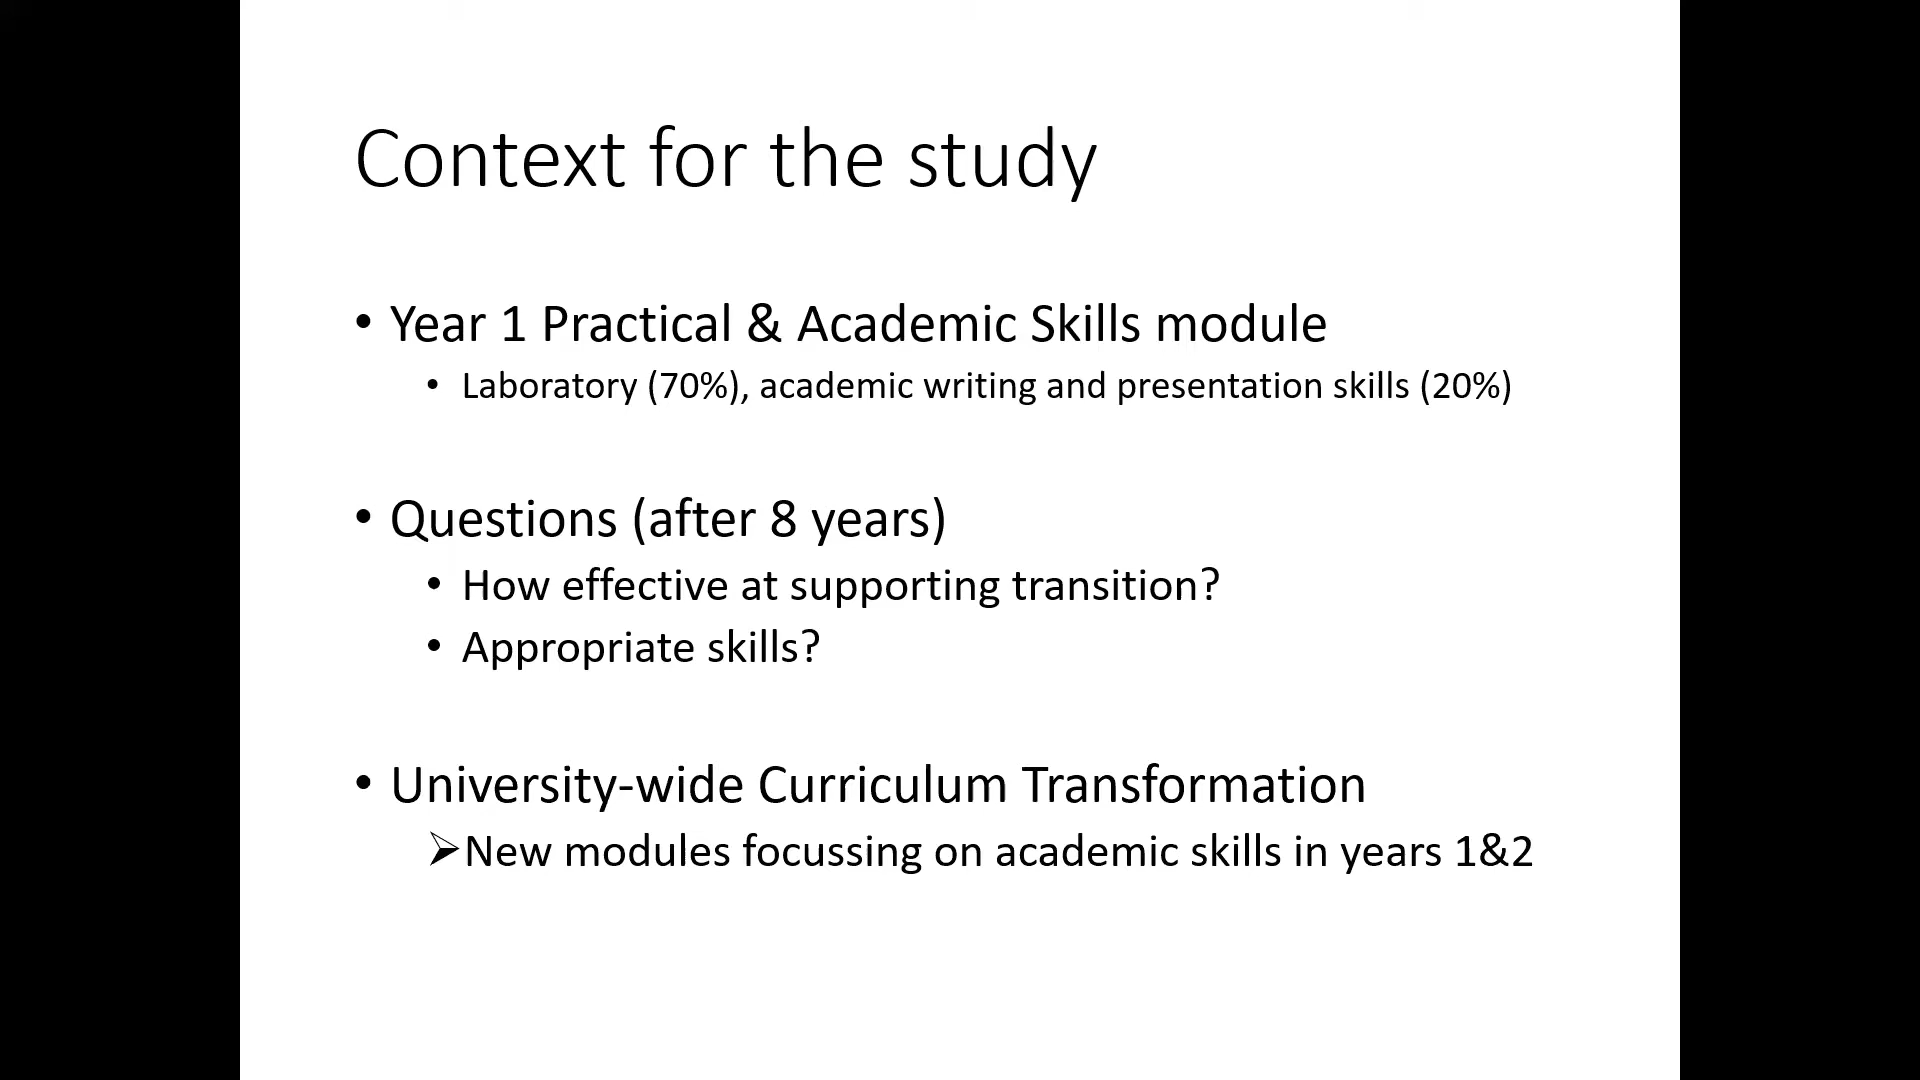 Context for the study
• Year 1 Practical & Academic Skills module
• Laboratory (70%), academic writing and presentation skills (20%)
• Questions (after 8 years)
• How effective at supporting transition?
• Appropriate skills?
• University-wide Curriculum Transformation
➢New modules focussing on academic skills in years 1&2